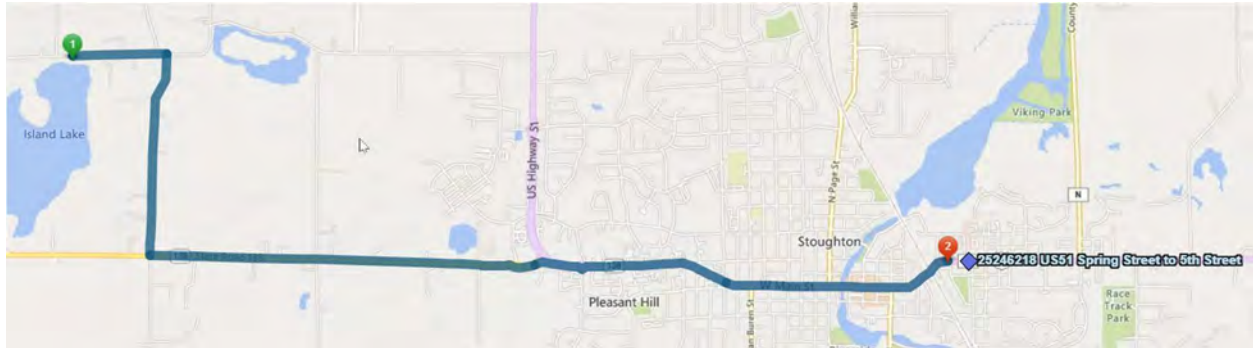 1
Island Lake
US Highway 51
N Page St
Viking Park
N
Stoughton
2
25246218 US51 Spring Street to 5th Street
W Main St
Pleasant Hill
Race
Track
Park